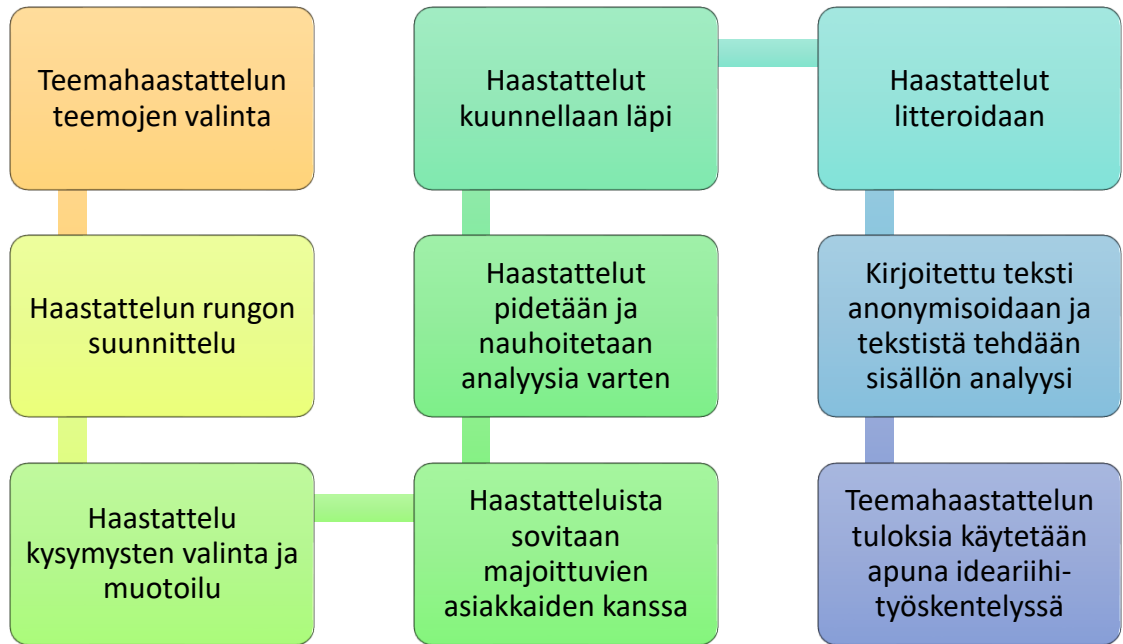 Teemahaastattelun
teemojen valinta
Haastattelun rungon
suunnittelu
Haastattelu
kysymysten valinta ja
muotoilu
Haastatteluista
sovitaan
majoittuvien
asiakkaiden kanssa
Haastattelut
pidetään ja
nauhoitetaan
analyysia varten
Haastattelut
kuunnellaan läpi
Haastattelut
litteroidaan
Kirjoitettu teksti
anonymisoidaan ja
tekstistä tehdään
sisällön analyysi
Teemahaastattelun
tuloksia käytetään
apuna ideariihi-
työskentelyssä